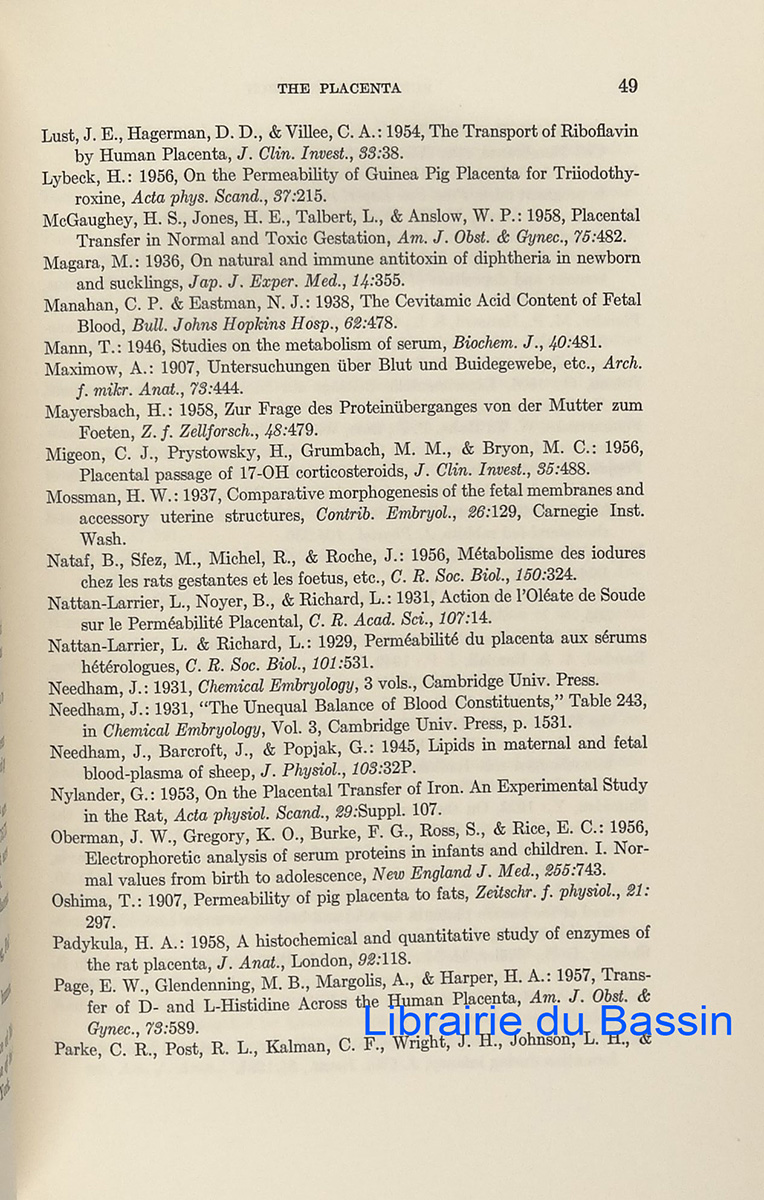 THE PLACENTA 49
Lust, J. E., Hagerman, D. D., & Villee, C. A.: 1954, The Transport of Riboflavin
by Human Placenta, J. Clin. Invest., 33:38.
Lybeck, H.: 1956, On the Permeability of Guinea Pig Placenta for Triiodothy-
roxine, Acta phys. Scand., 37:215.
McGaughey, H. S., Jones, H. E., Talbert, L., & Anslow, W. P.: 1958, Placental
Transfer in Normal and Toxic Gestation, Am. J. Obst. & Gynec., 75:482.
Magara, M.: 1936, On natural and immune antitoxin of diphtheria in newborn
and sucklings, Jap. J. Exper. Med., 14:355.
Manahan, C. P. & Eastman, N. J.: 1938, The Cevitamic Acid Content of Fetal
Blood, Bull. Johns Hopkins Hosp., 62:478.
Mann, T.: 1946, Studies on the metabolism of serum, Biochem. J., 40:481.
Maximow, A.: 1907, Untersuchungen über Blut und Buidegewebe, etc., Arch.
f. mikr. Anat., 73:444.
Mayersbach, H.: 1958, Zur Frage des Proteinüberganges von der Mutter zum
Foeten, Z. f. Zellforsch., 48:479.
Migeon, C. J., Prystowsky, H., Grumbach, M. M., & Bryon, M. C.: 1956,
Placental passage of 17-OH corticosteroids, J. Clin. Invest., 35:488.
Mossman, H. W.: 1937, Comparative morphogenesis of the fetal membranes and
accessory uterine structures, Contrib. Embryol., 26:129, Carnegie Inst.
Wash.
Nataf, B., Sfez, M., Michel, R., & Roche, J.: 1956, Métabolisme des iodures
chez les rats gestantes et les foetus, etc., C. R. Soc. Biol., 150:324.
Nattan-Larrier, L., Noyer, B., & Richard, L.: 1931, Action de l'Oléate de Soude
sur le Perméabilité Placental, C. R. Acad. Sci., 107:14.
Nattan-Larrier, L. & Richard, L.: 1929, Perméabilité du placenta aux sérums
hétérologues, C. R. Soc. Biol., 101:531.
Needham, J.: 1931, Chemical Embryology, 3 vols., Cambridge Univ. Press.
Needham, J.: 1931, "The Unequal Balance of Blood Constituents," Table 243,
in Chemical Embryology, Vol. 3, Cambridge Univ. Press, p. 1531.
Needham, J., Barcroft, J., & Popjak, G.: 1945, Lipids in maternal and fetal
blood-plasma of sheep, J. Physiol., 103:32P.
Nylander, G.: 1953, On the Placental Transfer of Iron. An Experimental Study
in the Rat, Acta physiol. Scand., 29:Suppl. 107.
Oberman, J. W., Gregory, K. O., Burke, F. G., Ross, S., & Rice, E. C.: 1956,
Electrophoretic analysis of serum proteins in infants and children. I. Nor-
mal values from birth to adolescence, New England J. Med., 255:743.
Oshima, T.: 1907, Permeability of pig placenta to fats, Zeitschr. f. physiol., 21:
297.
Padykula, H. A.: 1958, A histochemical and quantitative study of enzymes of
the rat placenta, J. Anat., London, 92:118.
Page, E. W., Glendenning, M. B., Margolis, A., & Harper, H. A.: 1957, Trans-
fer of D- and L-Histidine Across the Human Placenta, Am. J. Obst. &
Gynec., 73:589.
Librairie du Bassin
Parke, C. R., Post, R. L., Kalman, C. F., Wright, J. H., Johnson, L. H., &